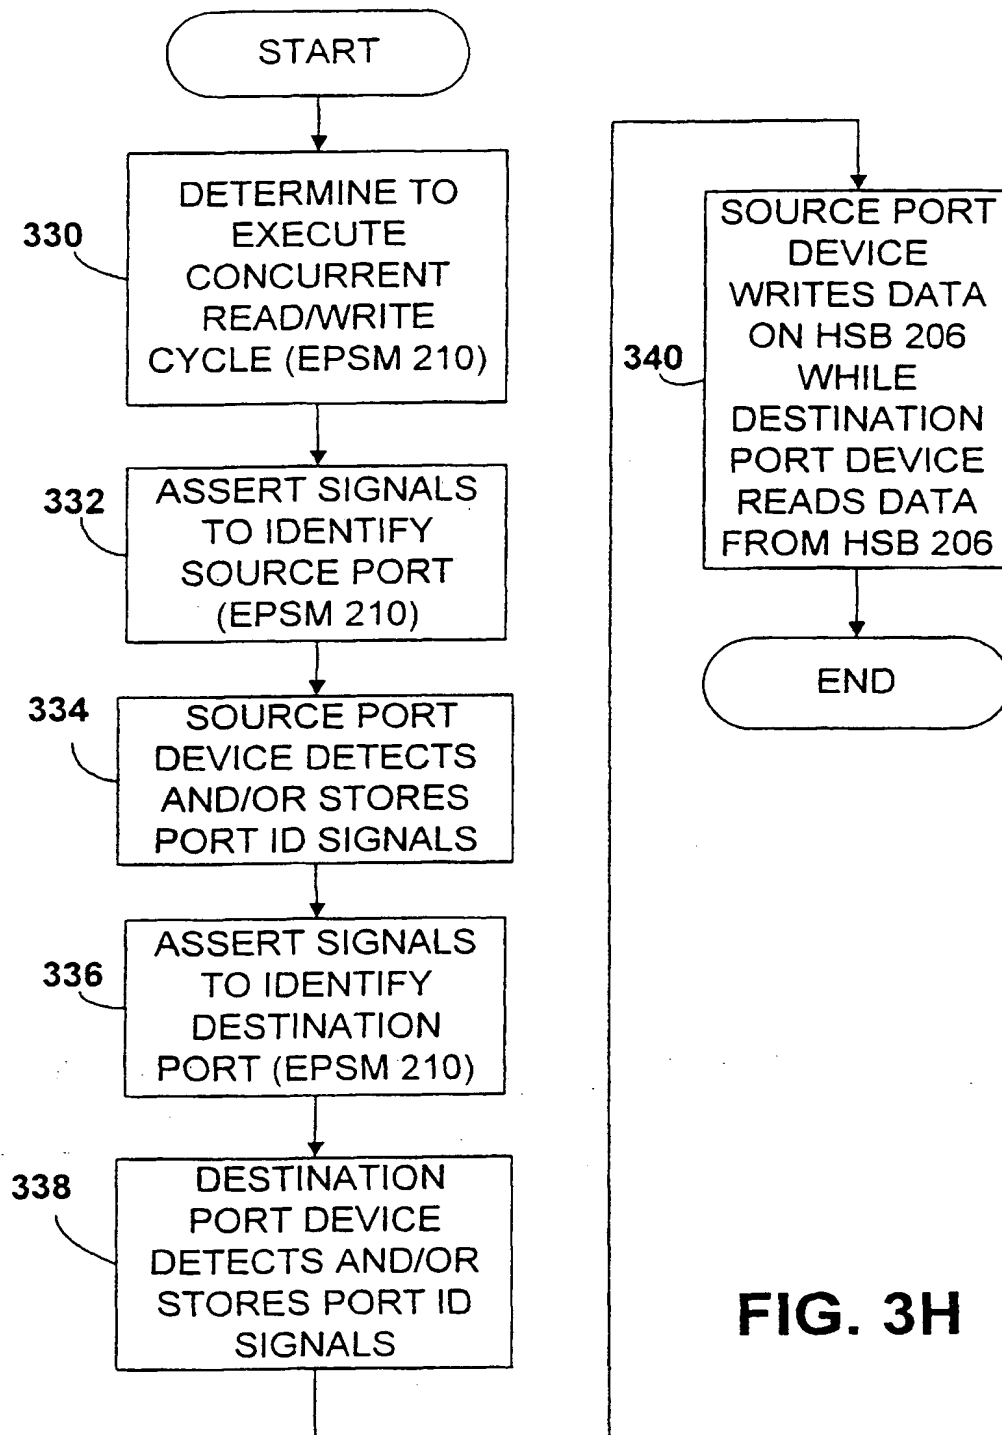 START
330
DETERMINE TO
EXECUTE
CONCURRENT
READ/WRITE
CYCLE (EPSM 210)
332
ASSERT SIGNALS
TO IDENTIFY
SOURCE PORT
(EPSM 210)
334
SOURCE PORT
DEVICE DETECTS
AND/OR STORES
PORT ID SIGNALS
336
ASSERT SIGNALS
TO IDENTIFY
DESTINATION
PORT (EPSM 210)
338
DESTINATION
PORT DEVICE
DETECTS AND/OR
STORES PORT ID
SIGNALS
340
SOURCE PORT
DEVICE
WRITES DATA
ON HSB 206
WHILE
DESTINATION
PORT DEVICE
READS DATA
FROM HSB 206
END
FIG. 3H